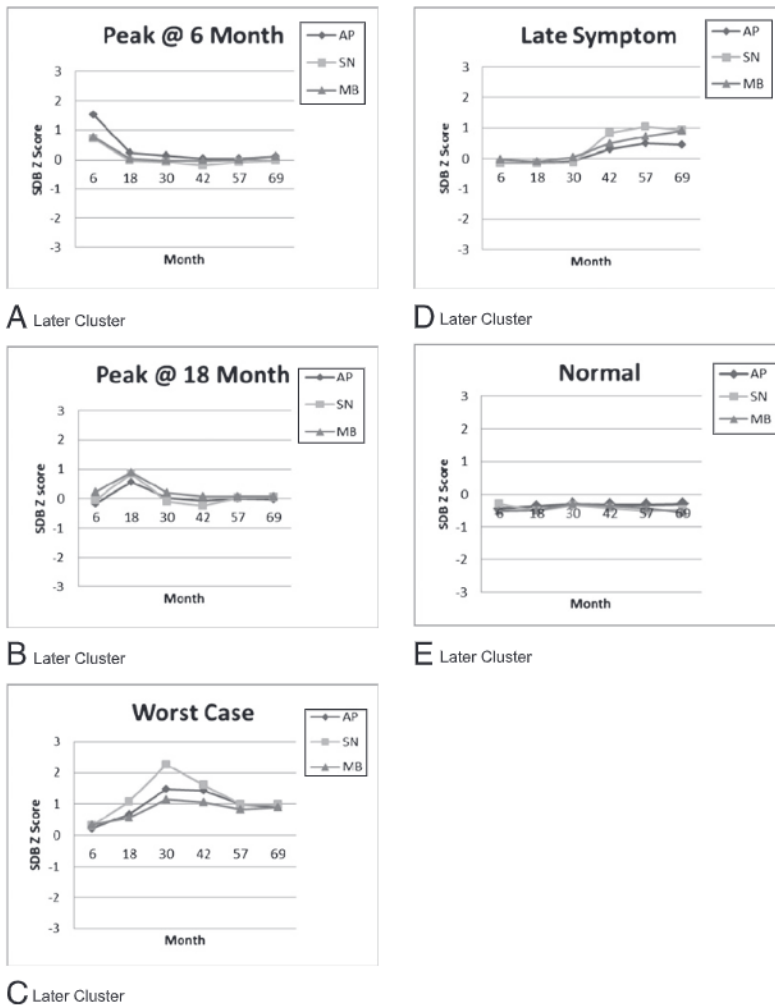 Peak @ 6 Month
AP
SN
MB
SDB Z Score
3
2
1
0
-1
-2
-3
6 18 30 42 57 69
Month
A Later Cluster
Peak @ 18 Month
AP
SN
MB
SDB Z score
3
2
1
0
-1
-2
-3
6 18 30 42 57 69
Month
B Later Cluster
Worst Case
AP
SN
MB
SDB Z Score
3
2
1
0
-1
-2
-3
6 18 30 42 57 69
Month
C Later Cluster
Late Symptom
AP
SN
MB
SDB Z Score
3
2
1
0
-1
-2
-3
6 18 30 42 57 69
Month
D Later Cluster
Normal
AP
SN
MB
SDB Z Score
3
2
1
0
-1
-2
-3
6 18 30 42 57 69
Month
E Later Cluster